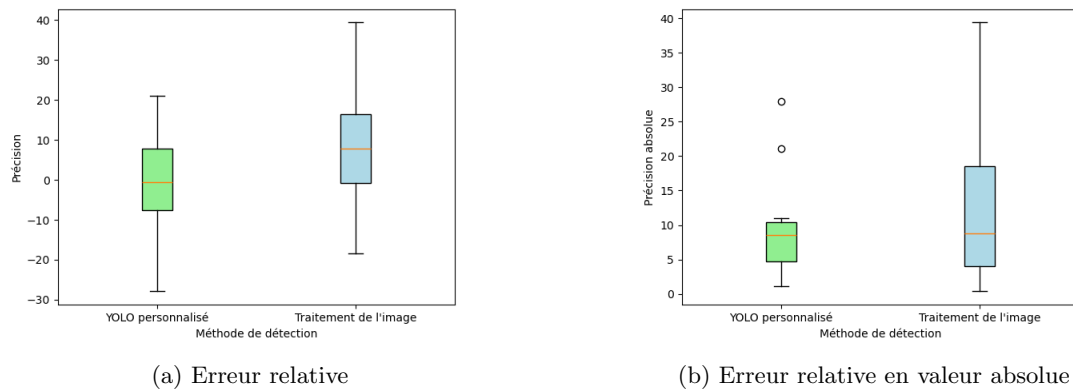 40
30
20
10
0
−10
−20
−30
Précision
YOLO personnalisé
Traitement de l'image
Méthode de détection
(a) Erreur relative
40
35
30
25
20
15
10
5
0
Précision absolue
YOLO personnalisé
Traitement de l'image
Méthode de détection
(b) Erreur relative en valeur absolue